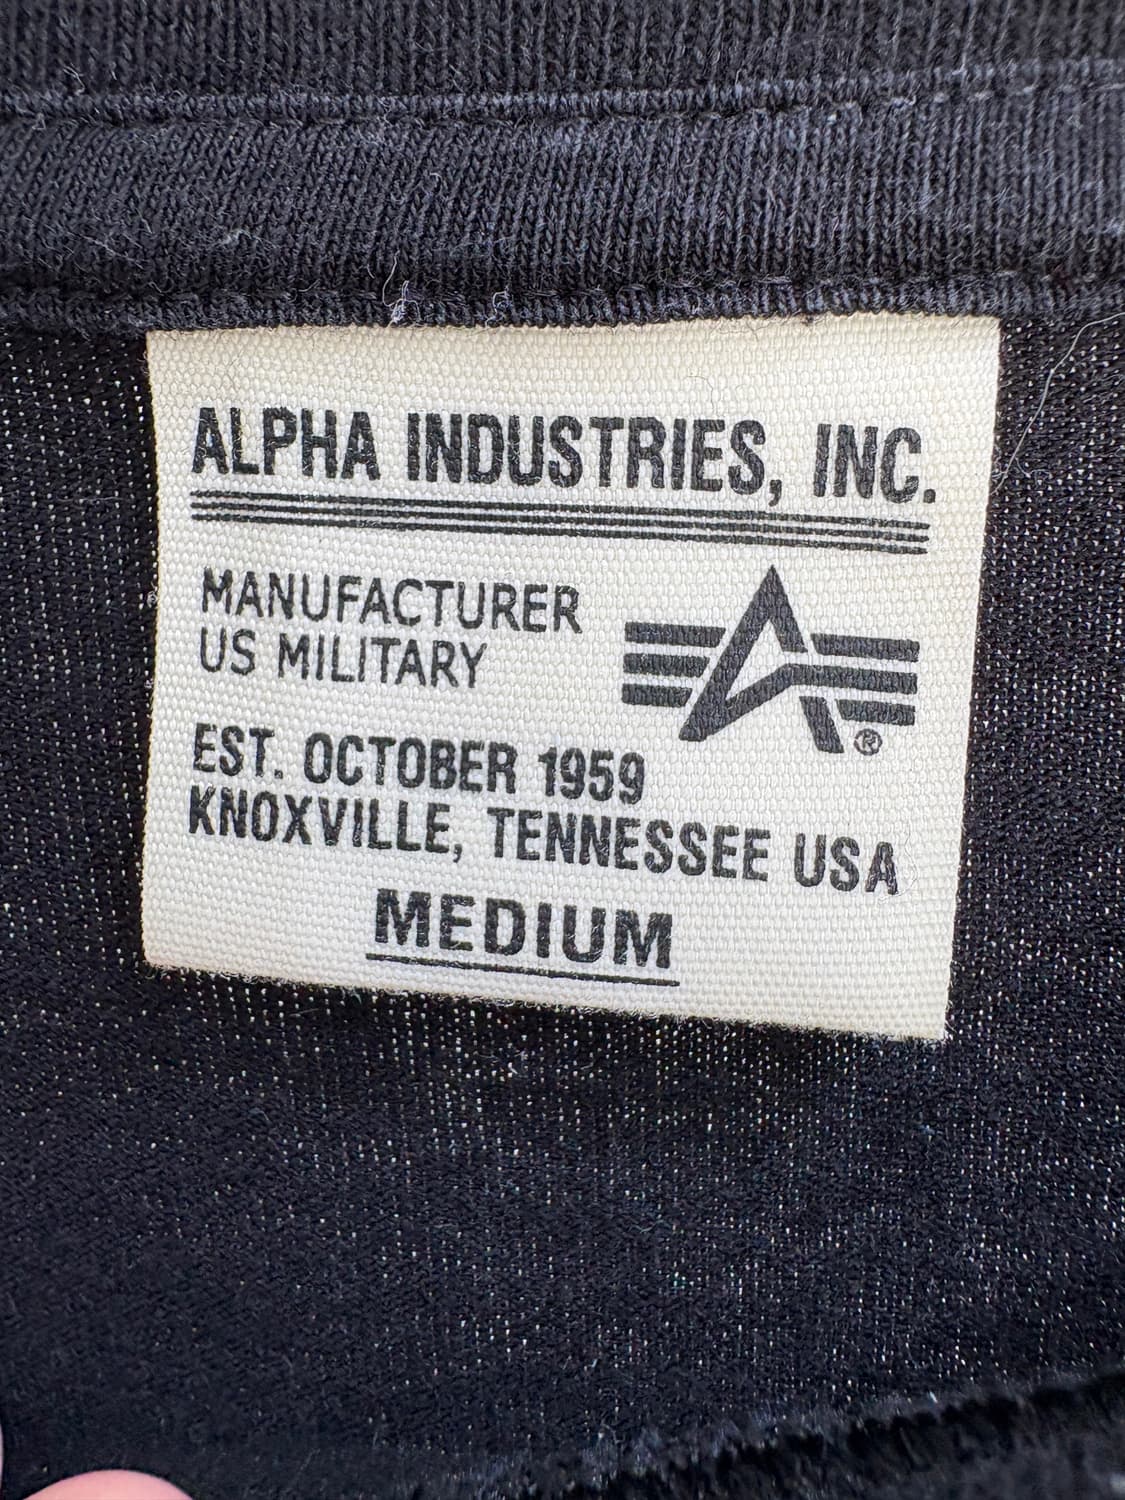 ALPHA INDUSTRIES, INC.
MANUFACTURER
US MILITARY
®
EST. OCTOBER 1959
KNOXVILLE, TENNESSEE USA
MEDIUM